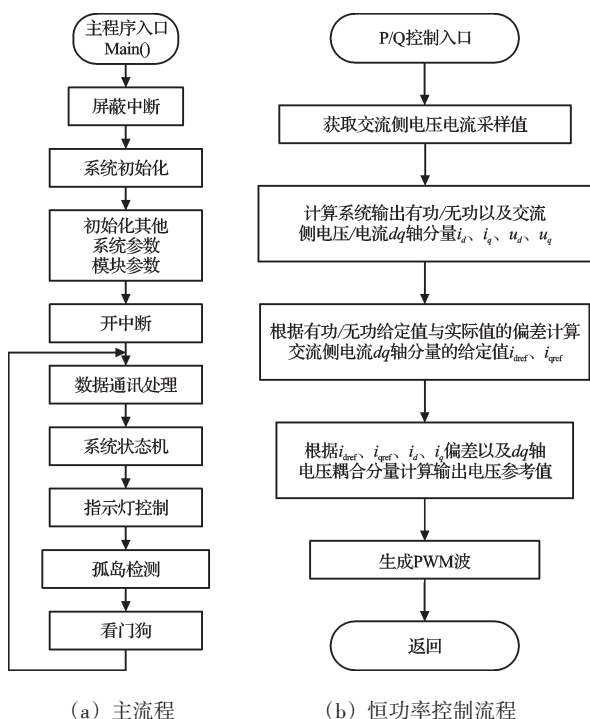 主程序入口
Main()
屏蔽中断
系统初始化
初始化其他
系统参数
模块参数
开中断
数据通讯处理
系统状态机
指示灯控制
孤岛检测
看门狗
(a) 主流程
P/Q控制入口
获取交流侧电压电流采样值
计算系统输出有功/无功以及交流
侧电压/电流dq轴分量id、iq、ud、uq
根据有功/无功给定值与实际值的偏差计算
交流侧电流dq轴分量的给定值idref、iqref
根据idref、iqref、id、iq偏差以及dq轴
电压耦合分量计算输出电压参考值
生成PWM波
返回
(b) 恒功率控制流程